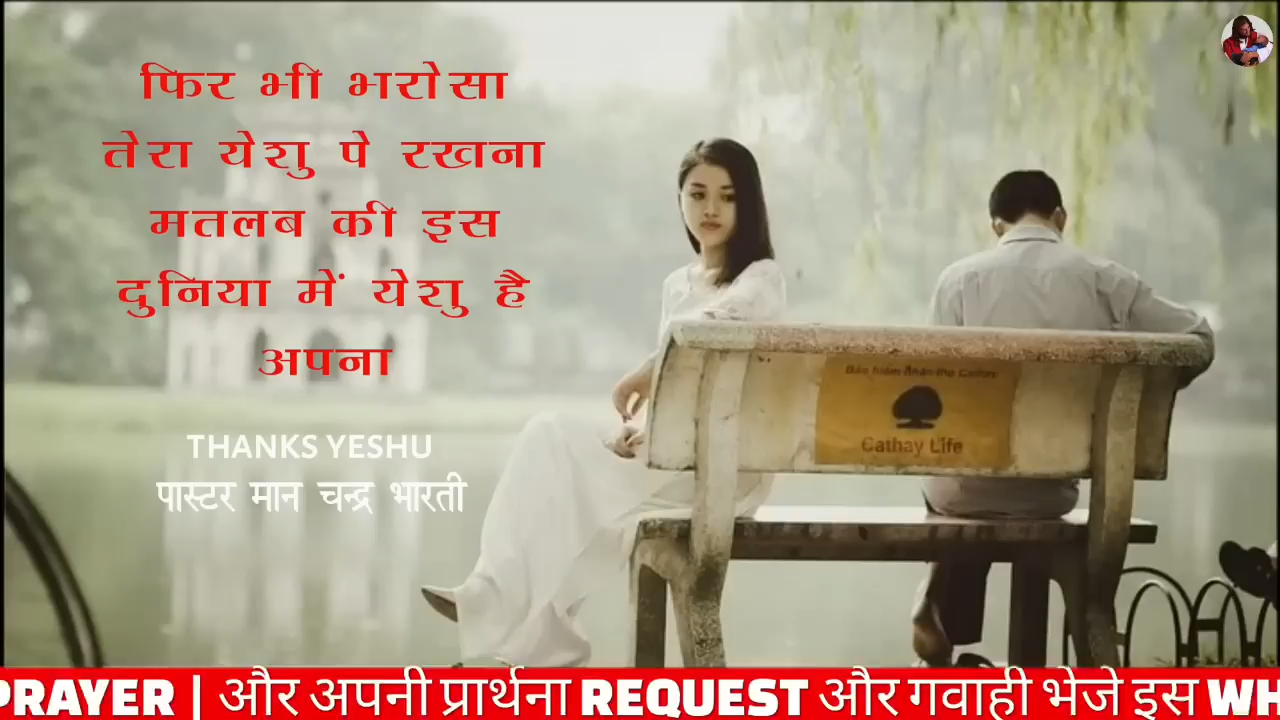 फिर भी भरोसा
तेरा येशु पे रखना
मतलब की इस
दुनिया में येशु है
अपना
THANKS YESHU
पास्टर मान चन्द्र भारती
Cathay Life
PRAYER | और अपनी प्रार्थना REQUEST और गवाही भेजे इस WH